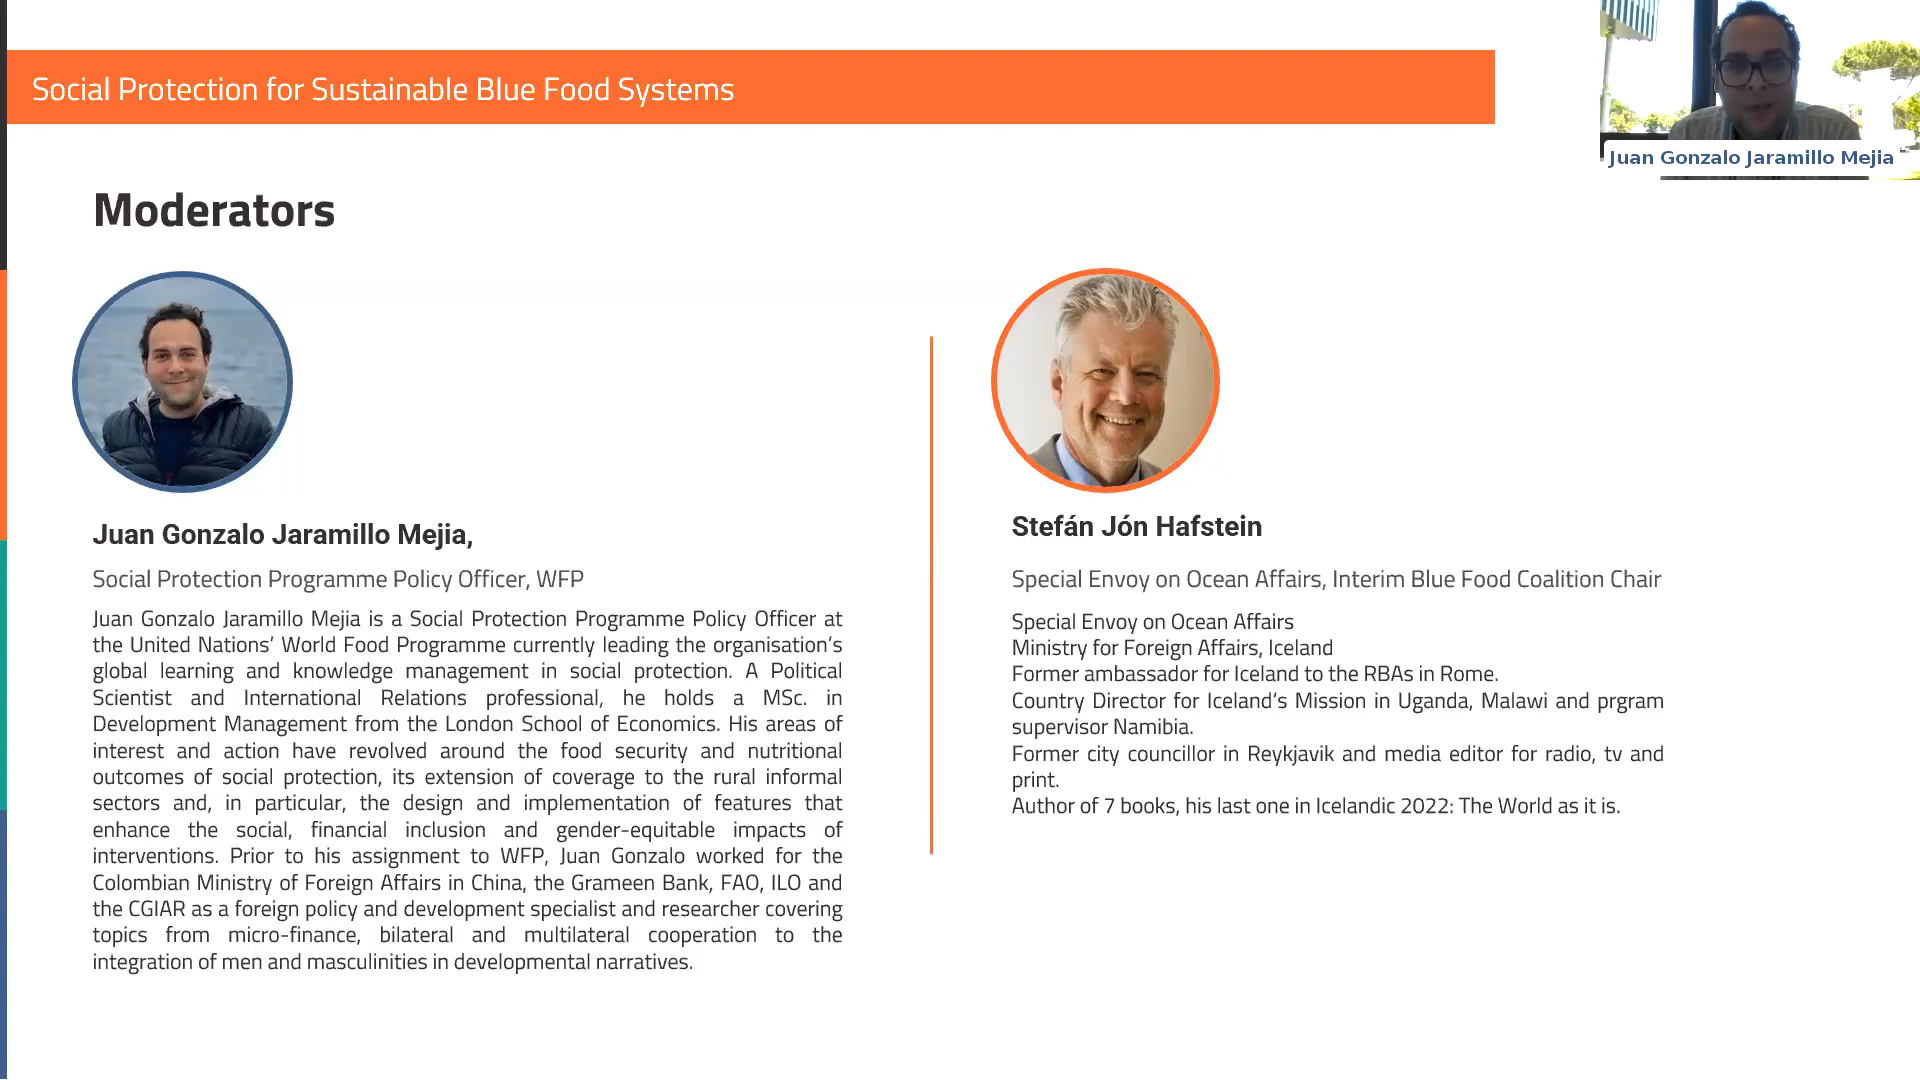 Social Protection for Sustainable Blue Food Systems
Juan Gonzalo Jaramillo Mejia
Moderators
Juan Gonzalo Jaramillo Mejia,
Social Protection Programme Policy Officer, WFP
Juan Gonzalo Jaramillo Mejia is a Social Protection Programme Policy Officer at
the United Nations’ World Food Programme currently leading the organisation’s
global learning and knowledge management in social protection. A Political
Scientist and International Relations professional, he holds a MSc. in
Development Management from the London School of Economics. His areas of
interest and action have revolved around the food security and nutritional
outcomes of social protection, its extension of coverage to the rural informal
sectors and, in particular, the design and implementation of features that
enhance the social, financial inclusion and gender-equitable impacts of
interventions. Prior to his assignment to WFP, Juan Gonzalo worked for the
Colombian Ministry of Foreign Affairs in China, the Grameen Bank, FAO, ILO and
the CGIAR as a foreign policy and development specialist and researcher covering
topics from micro-finance, bilateral and multilateral cooperation to the
integration of men and masculinities in developmental narratives.
Stefán Jón Hafstein
Special Envoy on Ocean Affairs, Interim Blue Food Coalition Chair
Special Envoy on Ocean Affairs
Ministry for Foreign Affairs, Iceland
Former ambassador for Iceland to the RBAs in Rome.
Country Director for Iceland’s Mission in Uganda, Malawi and prgram
supervisor Namibia.
Former city councillor in Reykjavik and media editor for radio, tv and
print.
Author of 7 books, his last one in Icelandic 2022: The World as it is.